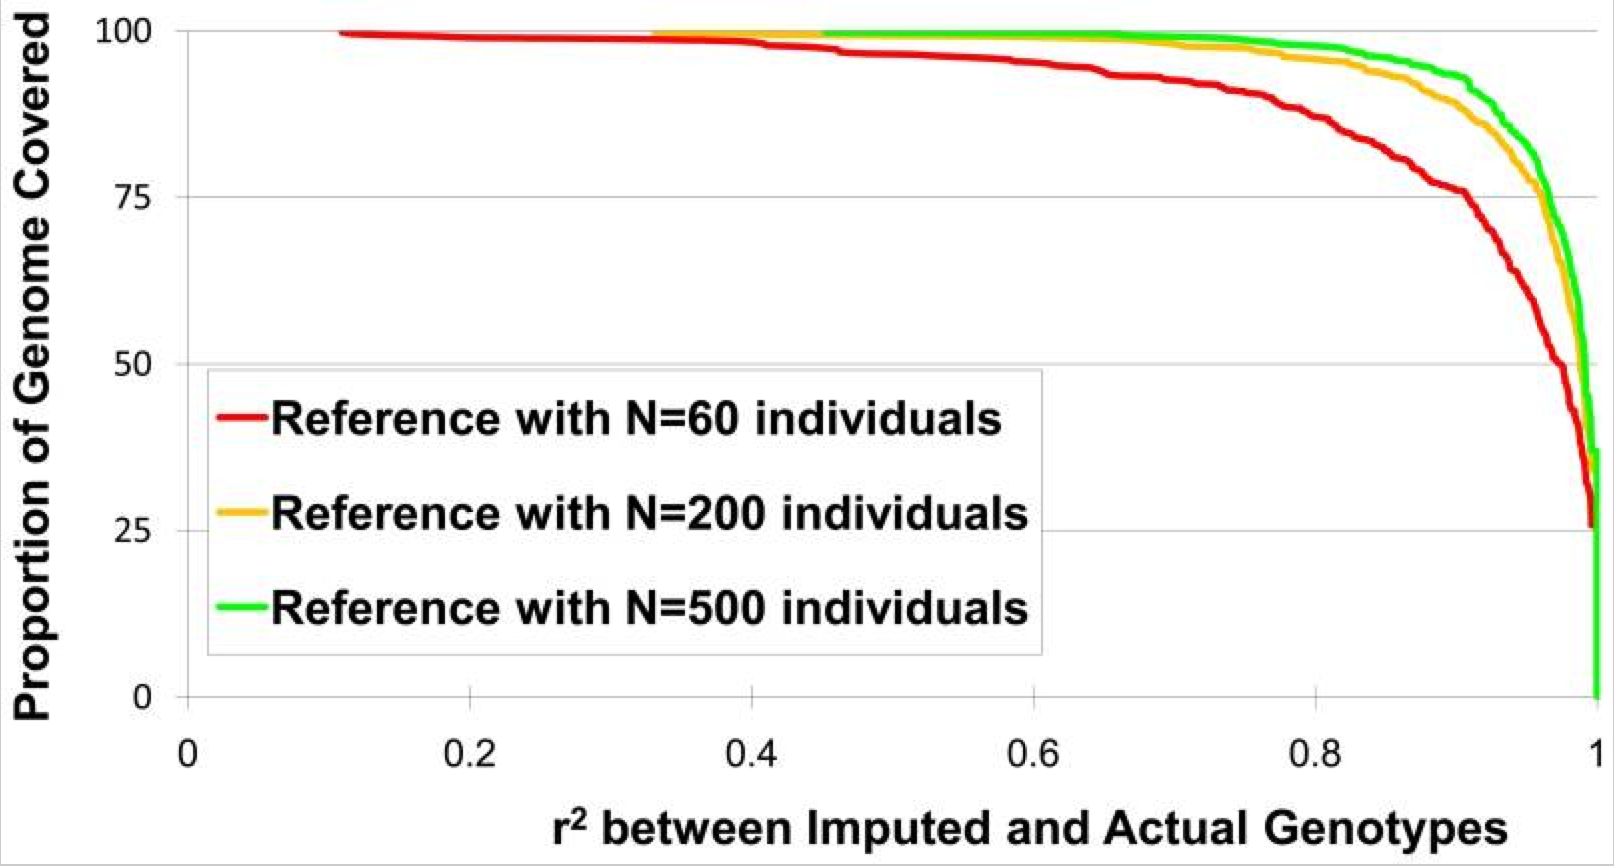 Proportion of Genome Covered
100
75
50
25
0
Reference with N=60 individuals
Reference with N=200 individuals
Reference with N=500 individuals
0 0.2 0.4 0.6 0.8 1
r² between Imputed and Actual Genotypes